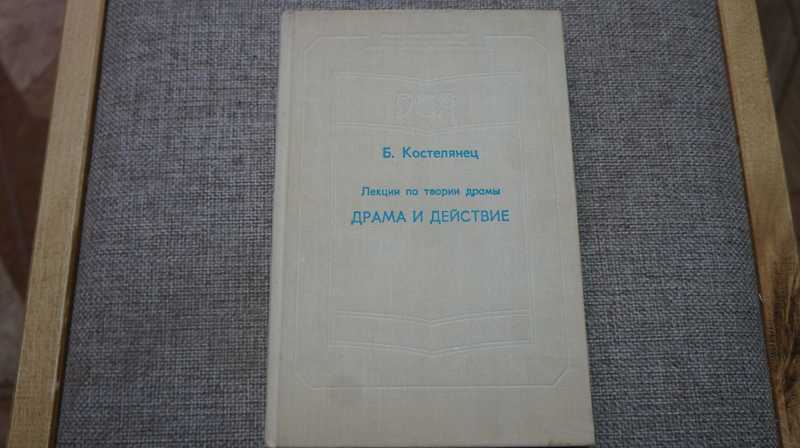 Б. Костелянец
Лекции по теории драмы
ДРАМА И ДЕЙСТВИЕ